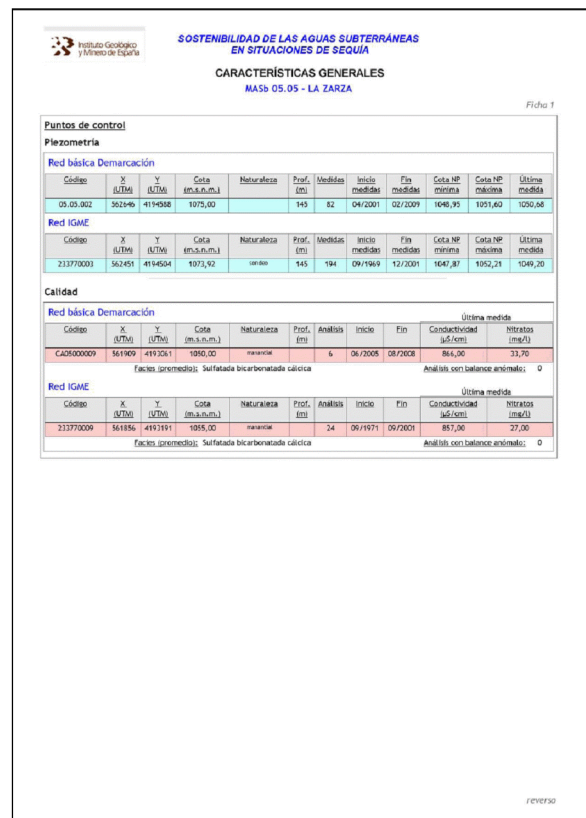 Instituto Geológico
y Minero de España
SOSTENIBILIDAD DE LAS AGUAS SUBTERRÁNEAS
EN SITUACIONES DE SEQUÍA
CARACTERÍSTICAS GENERALES
MASb 05.05 - LA ZARZA
Ficha 1
Puntos de control
Piezometría
Red básica Demarcación
Código X (UTM) Y (UTM) Cota (m.s.n.m.) Naturaleza Prof. (m) Medidas Inicio medidas Fin medidas Cota NP mínima Cota NP máxima Última medida
05.05.002 562646 4194588 1075,00 145 82 04/2001 02/2009 1048,95 1051,60 1050,68
Red IGME
Código X (UTM) Y (UTM) Cota (m.s.n.m.) Naturaleza Prof. (m) Medidas Inicio medidas Fin medidas Cota NP mínima Cota NP máxima Última medida
233770003 562451 4194504 1073,92 sondeo 145 194 09/1969 12/2001 1047,87 1052,21 1049,20
Calidad
Red básica Demarcación
Última medida
Código X (UTM) Y (UTM) Cota (m.s.n.m.) Naturaleza Prof. (m) Análisis Inicio Fin Conductividad (µS/cm) Nitratos (mg/l)
CA05000009 561909 4193061 1050,00 manantial 6 06/2005 08/2008 866,00 33,70
Facies (promedio): Sulfatada bicarbonatada cálcica Análisis con balance anómalo: 0
Red IGME
Última medida
Código X (UTM) Y (UTM) Cota (m.s.n.m.) Naturaleza Prof. (m) Análisis Inicio Fin Conductividad (µS/cm) Nitratos (mg/l)
233770009 561856 4193191 1055,00 manantial 24 09/1971 09/2001 857,00 27,00
Facies (promedio): Sulfatada bicarbonatada cálcica Análisis con balance anómalo: 0
reverso